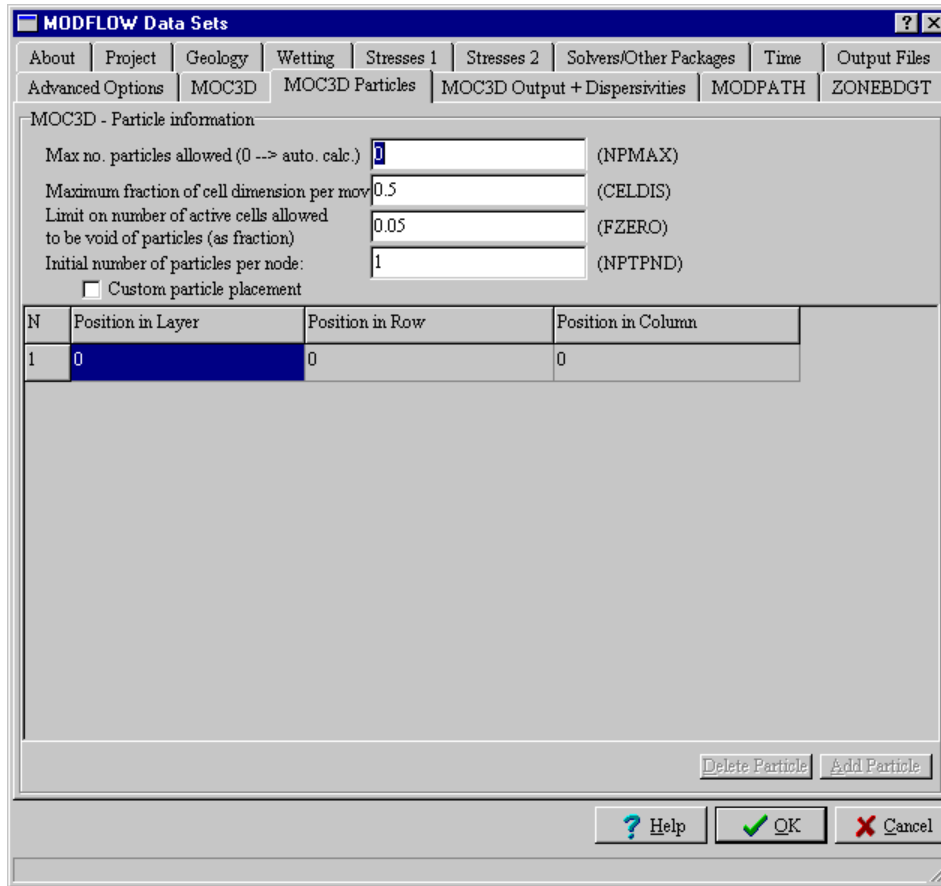 MODFLOW Data Sets
About Project Geology Wetting Stresses 1 Stresses 2 Solvers/Other Packages Time Output Files
Advanced Options MOC3D MOC3D Particles MOC3D Output + Dispersivities MODPATH ZONEBDGT
MOC3D - Particle information
Max no. particles allowed (0 --> auto. calc.) 0 (NPMAX)
Maximum fraction of cell dimension per mov 0.5 (CELDIS)
Limit on number of active cells allowed
to be void of particles (as fraction) 0.05 (FZERO)
Initial number of particles per node: 1 (NPTPND)
Custom particle placement
N Position in Layer Position in Row Position in Column
1 0 0 0
Delete Particle Add Particle
? Help OK Cancel